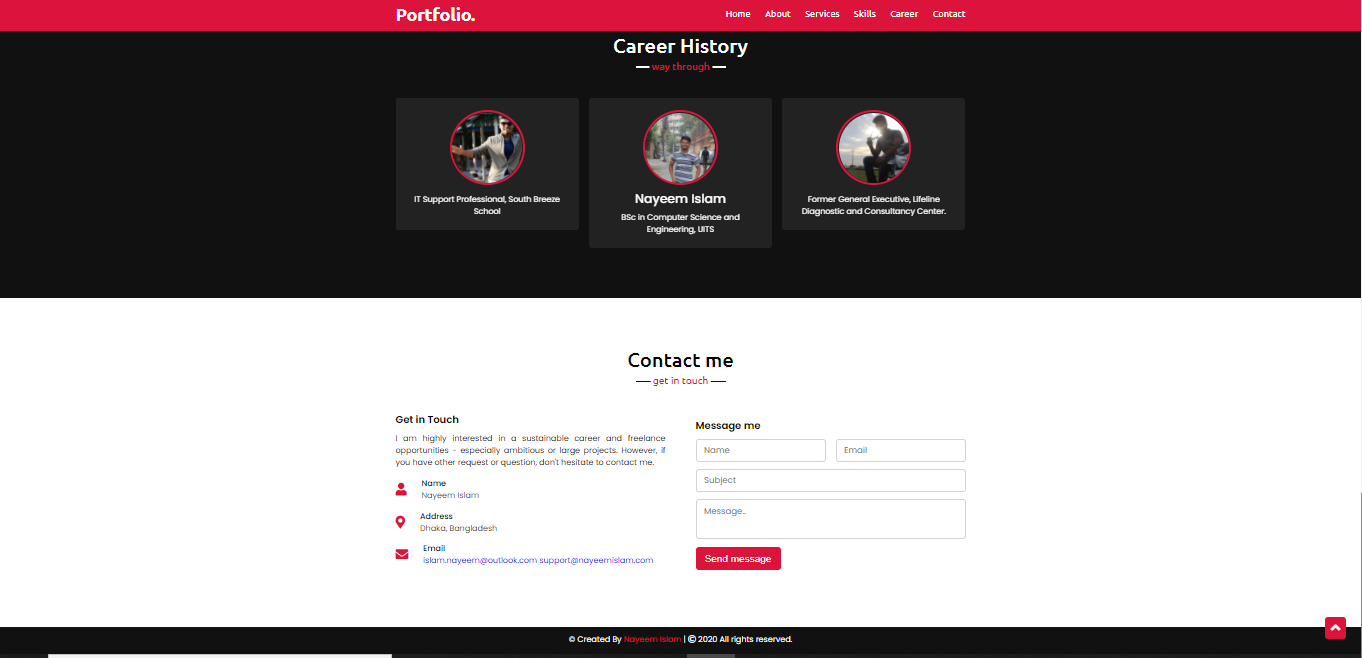 Portfolio.
Home About Services Skills Career Contact
Career History
way through
IT Support Professional, South Breeze
School
Nayeem Islam
BSc in Computer Science and
Engineering, UITS
Former General Executive, Lifeline
Diagnostic and Consultancy Center.
Contact me
get in touch
Get in Touch
I am highly interested in a sustainable career and freelance
opportunities - especially ambitious or large projects. However, if
you have other request or question, don't hesitate to contact me.
Name
Nayeem Islam
Address
Dhaka, Bangladesh
Email
islam.nayeem@outlook.com support@nayeemislam.com
Message me
Name
Email
Subject
Message..
Send message
© Created By Nayeem Islam | © 2020 All rights reserved.